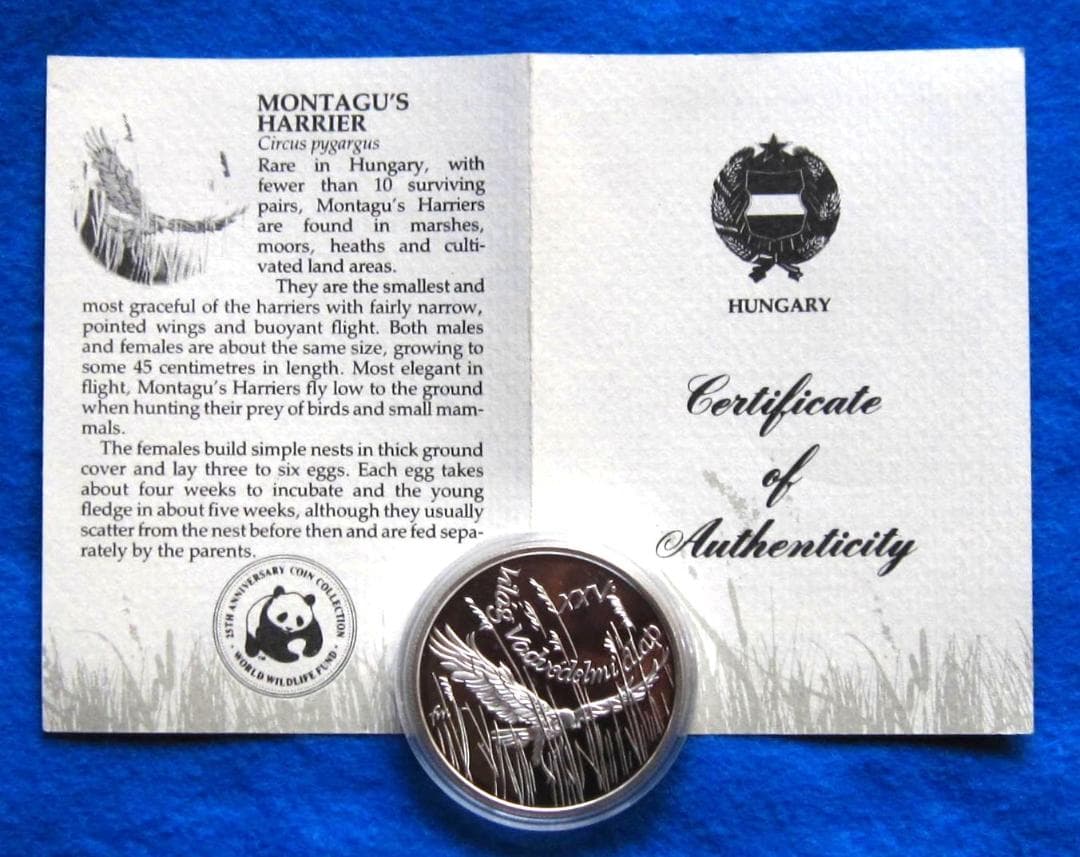 MONTAGU'S
HARRIER
Circus pygargus
Rare in Hungary, with
fewer than 10 surviving
pairs, Montagu's Harriers
are found in marshes,
moors, heaths and culti-
vated land areas.
They are the smallest and
most graceful of the harriers with fairly narrow,
pointed wings and buoyant flight. Both males
and females are about the same size, growing to
some 45 centimetres in length. Most elegant in
flight, Montagu's Harriers fly low to the ground
when hunting their prey of birds and small mam-
mals.
The females build simple nests in thick ground
cover and lay three to six eggs. Each egg takes
about four weeks to incubate and the young
fledge in about five weeks, although they usually
scatter from the nest before then and are fed sepa-
rately by the parents.
25TH ANNIVERSARY COIN COLLECTION
WORLD WILDLIFE FUND
HUNGARY
Certificate
of
Authenticity
XXV
Világ Vadvédelmi Alap